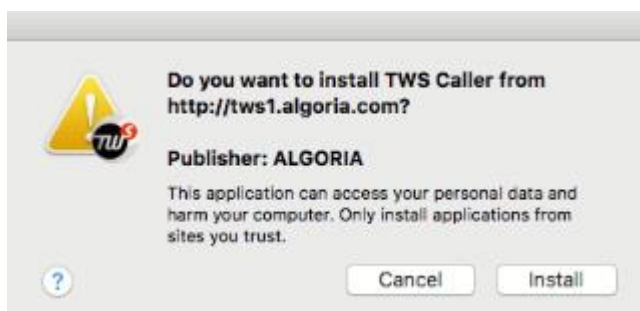 Do you want to install TWS Caller from
http://tws1.algoria.com?
TWS
Publisher: ALGORIA
This application can access your personal data and
harm your computer. Only install applications from
sites you trust.
?
Cancel
Install